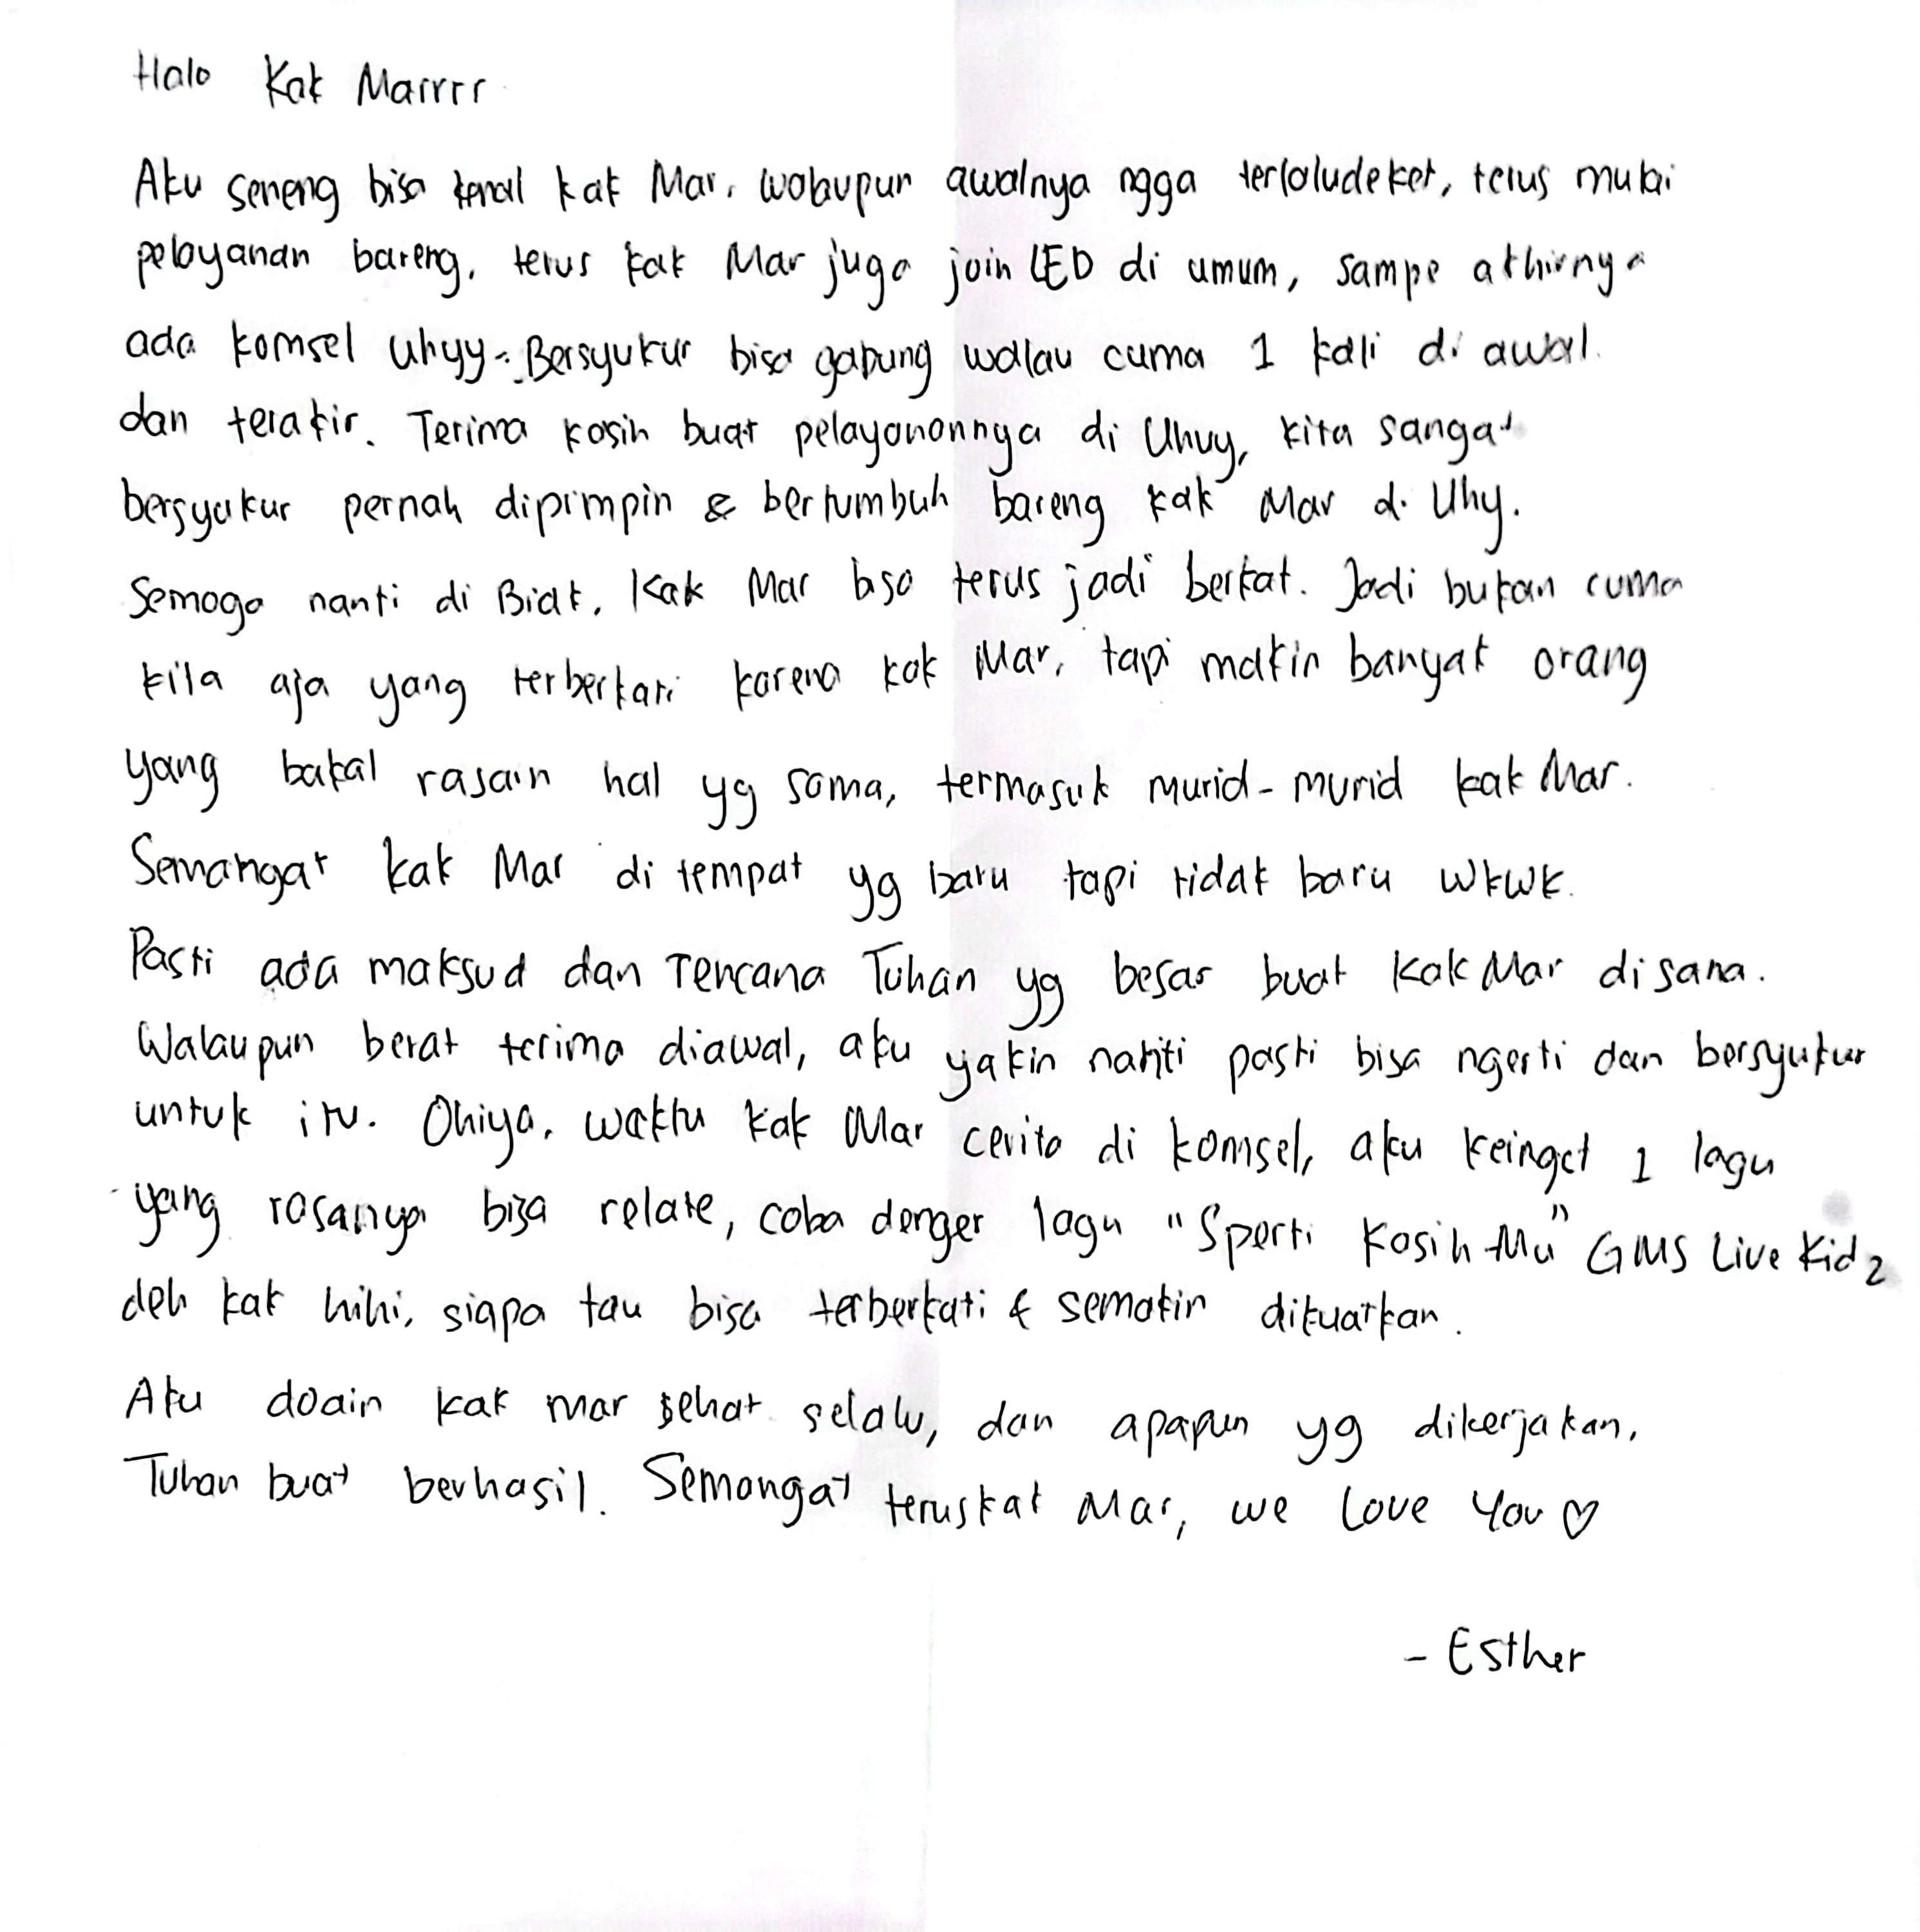 Halo Kak Marrrr
Aku seneng bisa kenal kak Mar, walaupun awalnya ngga terlalu deket, terus mulai
pelayanan bareng, terus kak Mar juga join LED di umum, sampe akhirnya
ada komsel Uhyy. Bersyukur bisa gabung walau cuma 1 kali di awal
dan terakir. Terima kasih buat pelayanannya di Uhuy, kita sangat
bersyukur pernah dipimpin & bertumbuh bareng kak Mar di Uhy.
Semoga nanti di Biak, Kak Mar bisa terus jadi berkat. Jadi bukan cuma
kita aja yang terberkati karena kak Mar, tapi makin banyak orang
yang bakal rasain hal yg sama, termasuk murid-murid kak Mar.
Semangat kak Mar di tempat yg baru tapi tidak baru wkwk.
Pasti ada maksud dan rencana Tuhan yg besar buat Kak Mar disana.
Walaupun berat terima diawal, aku yakin nanti pasti bisa ngerti dan bersyukur
untuk itu. Ohiya, waktu kak Mar cerita di komsel, aku keinget 1 lagu
yang rasanya bisa relate, coba denger lagu "Sperti Kasih-Mu" GMS Live Kidz
deh kak hihi, siapa tau bisa terberkati & semakin dikuatkan.
Aku doain kak mar sehat selalu, dan apapun yg dikerjakan,
Tuhan buat berhasil. Semangat terus kak Mar, we Love You ♡
- Esther